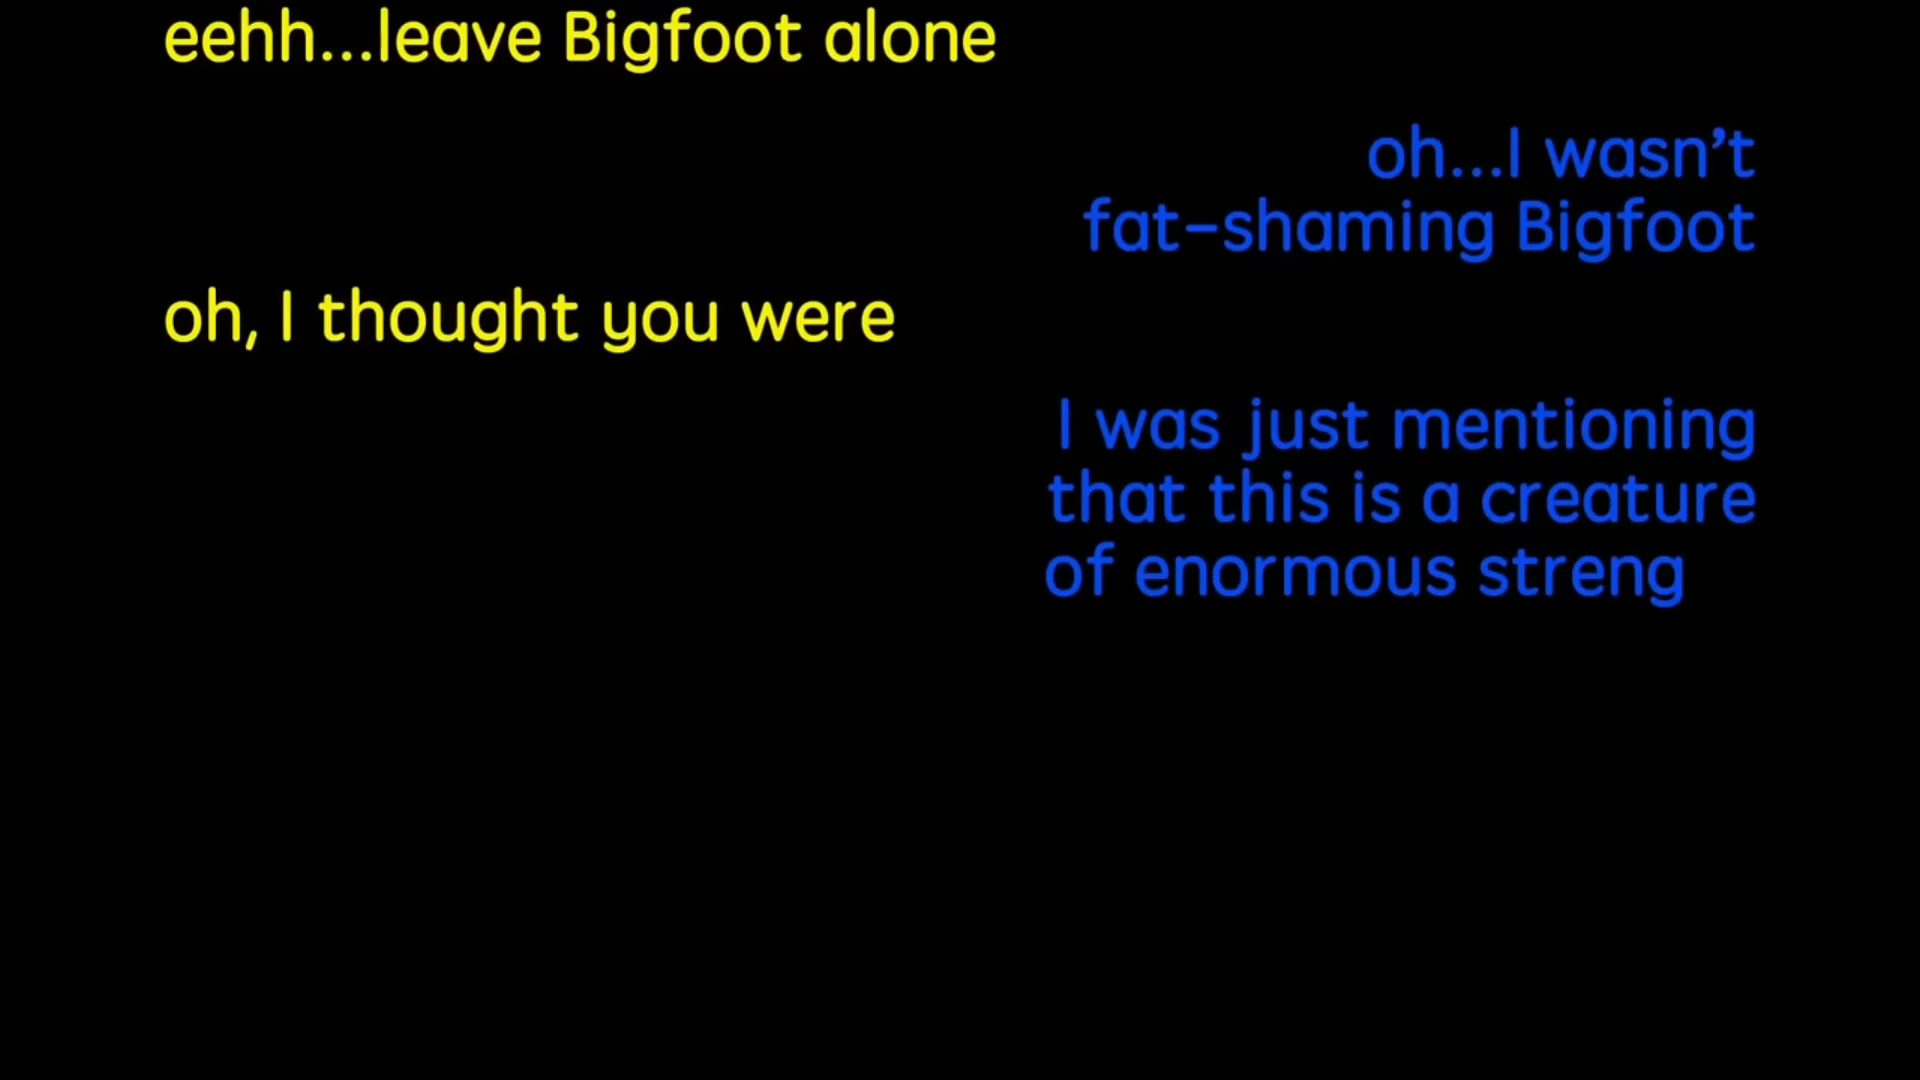 eehh...leave Bigfoot alone
oh...I wasn’t
fat-shaming Bigfoot
oh, I thought you were
I was just mentioning
that this is a creature
of enormous streng